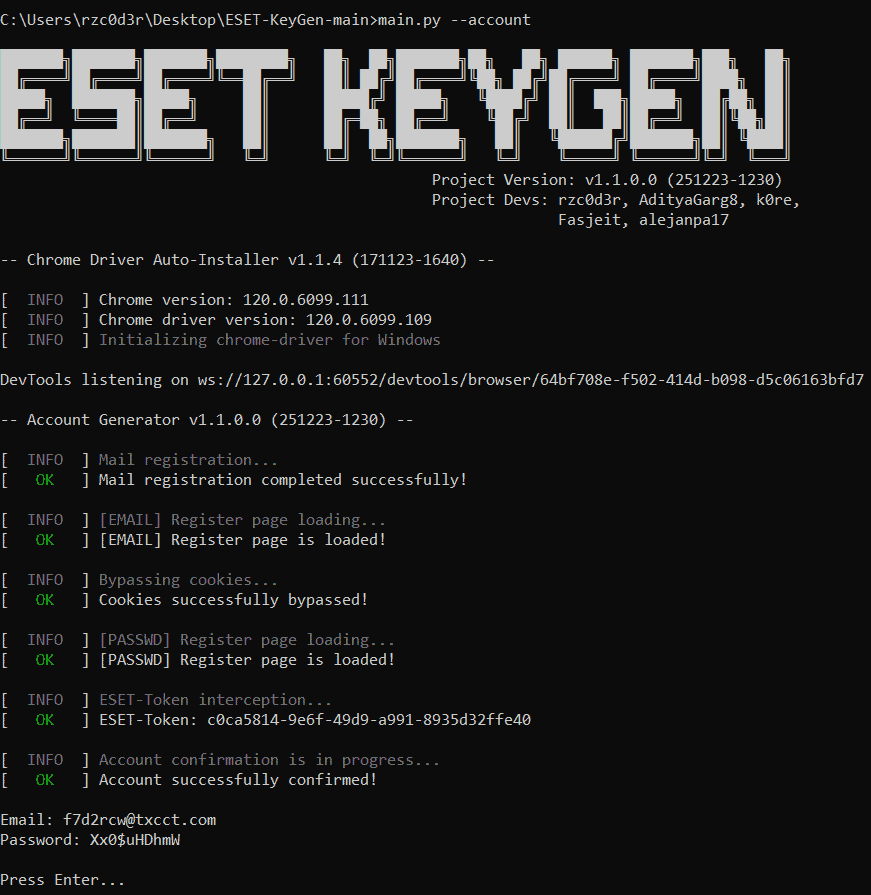 C:\Users\rzc0d3r\Desktop\ESET-KeyGen-main>main.py --account
ESET KEYGEN
Project Version: v1.1.0.0 (251223-1230)
Project Devs: rzc0d3r, AdityaGarg8, k0re,
Fasjeit, alejanpa17
-- Chrome Driver Auto-Installer v1.1.4 (171123-1640) --
[  INFO  ] Chrome version: 120.0.6099.111
[  INFO  ] Chrome driver version: 120.0.6099.109
[  INFO  ] Initializing chrome-driver for Windows
DevTools listening on ws://127.0.0.1:60552/devtools/browser/64bf708e-f502-414d-b098-d5c06163bfd7
-- Account Generator v1.1.0.0 (251223-1230) --
[  INFO  ] Mail registration...
[   OK   ] Mail registration completed successfully!
[  INFO  ] [EMAIL] Register page loading...
[   OK   ] [EMAIL] Register page is loaded!
[  INFO  ] Bypassing cookies...
[   OK   ] Cookies successfully bypassed!
[  INFO  ] [PASSWD] Register page loading...
[   OK   ] [PASSWD] Register page is loaded!
[  INFO  ] ESET-Token interception...
[   OK   ] ESET-Token: c0ca5814-9e6f-49d9-a991-8935d32ffe40
[  INFO  ] Account confirmation is in progress...
[   OK   ] Account successfully confirmed!
Email: f7d2rcw@txcct.com
Password: Xx0$uHDhmW
Press Enter...